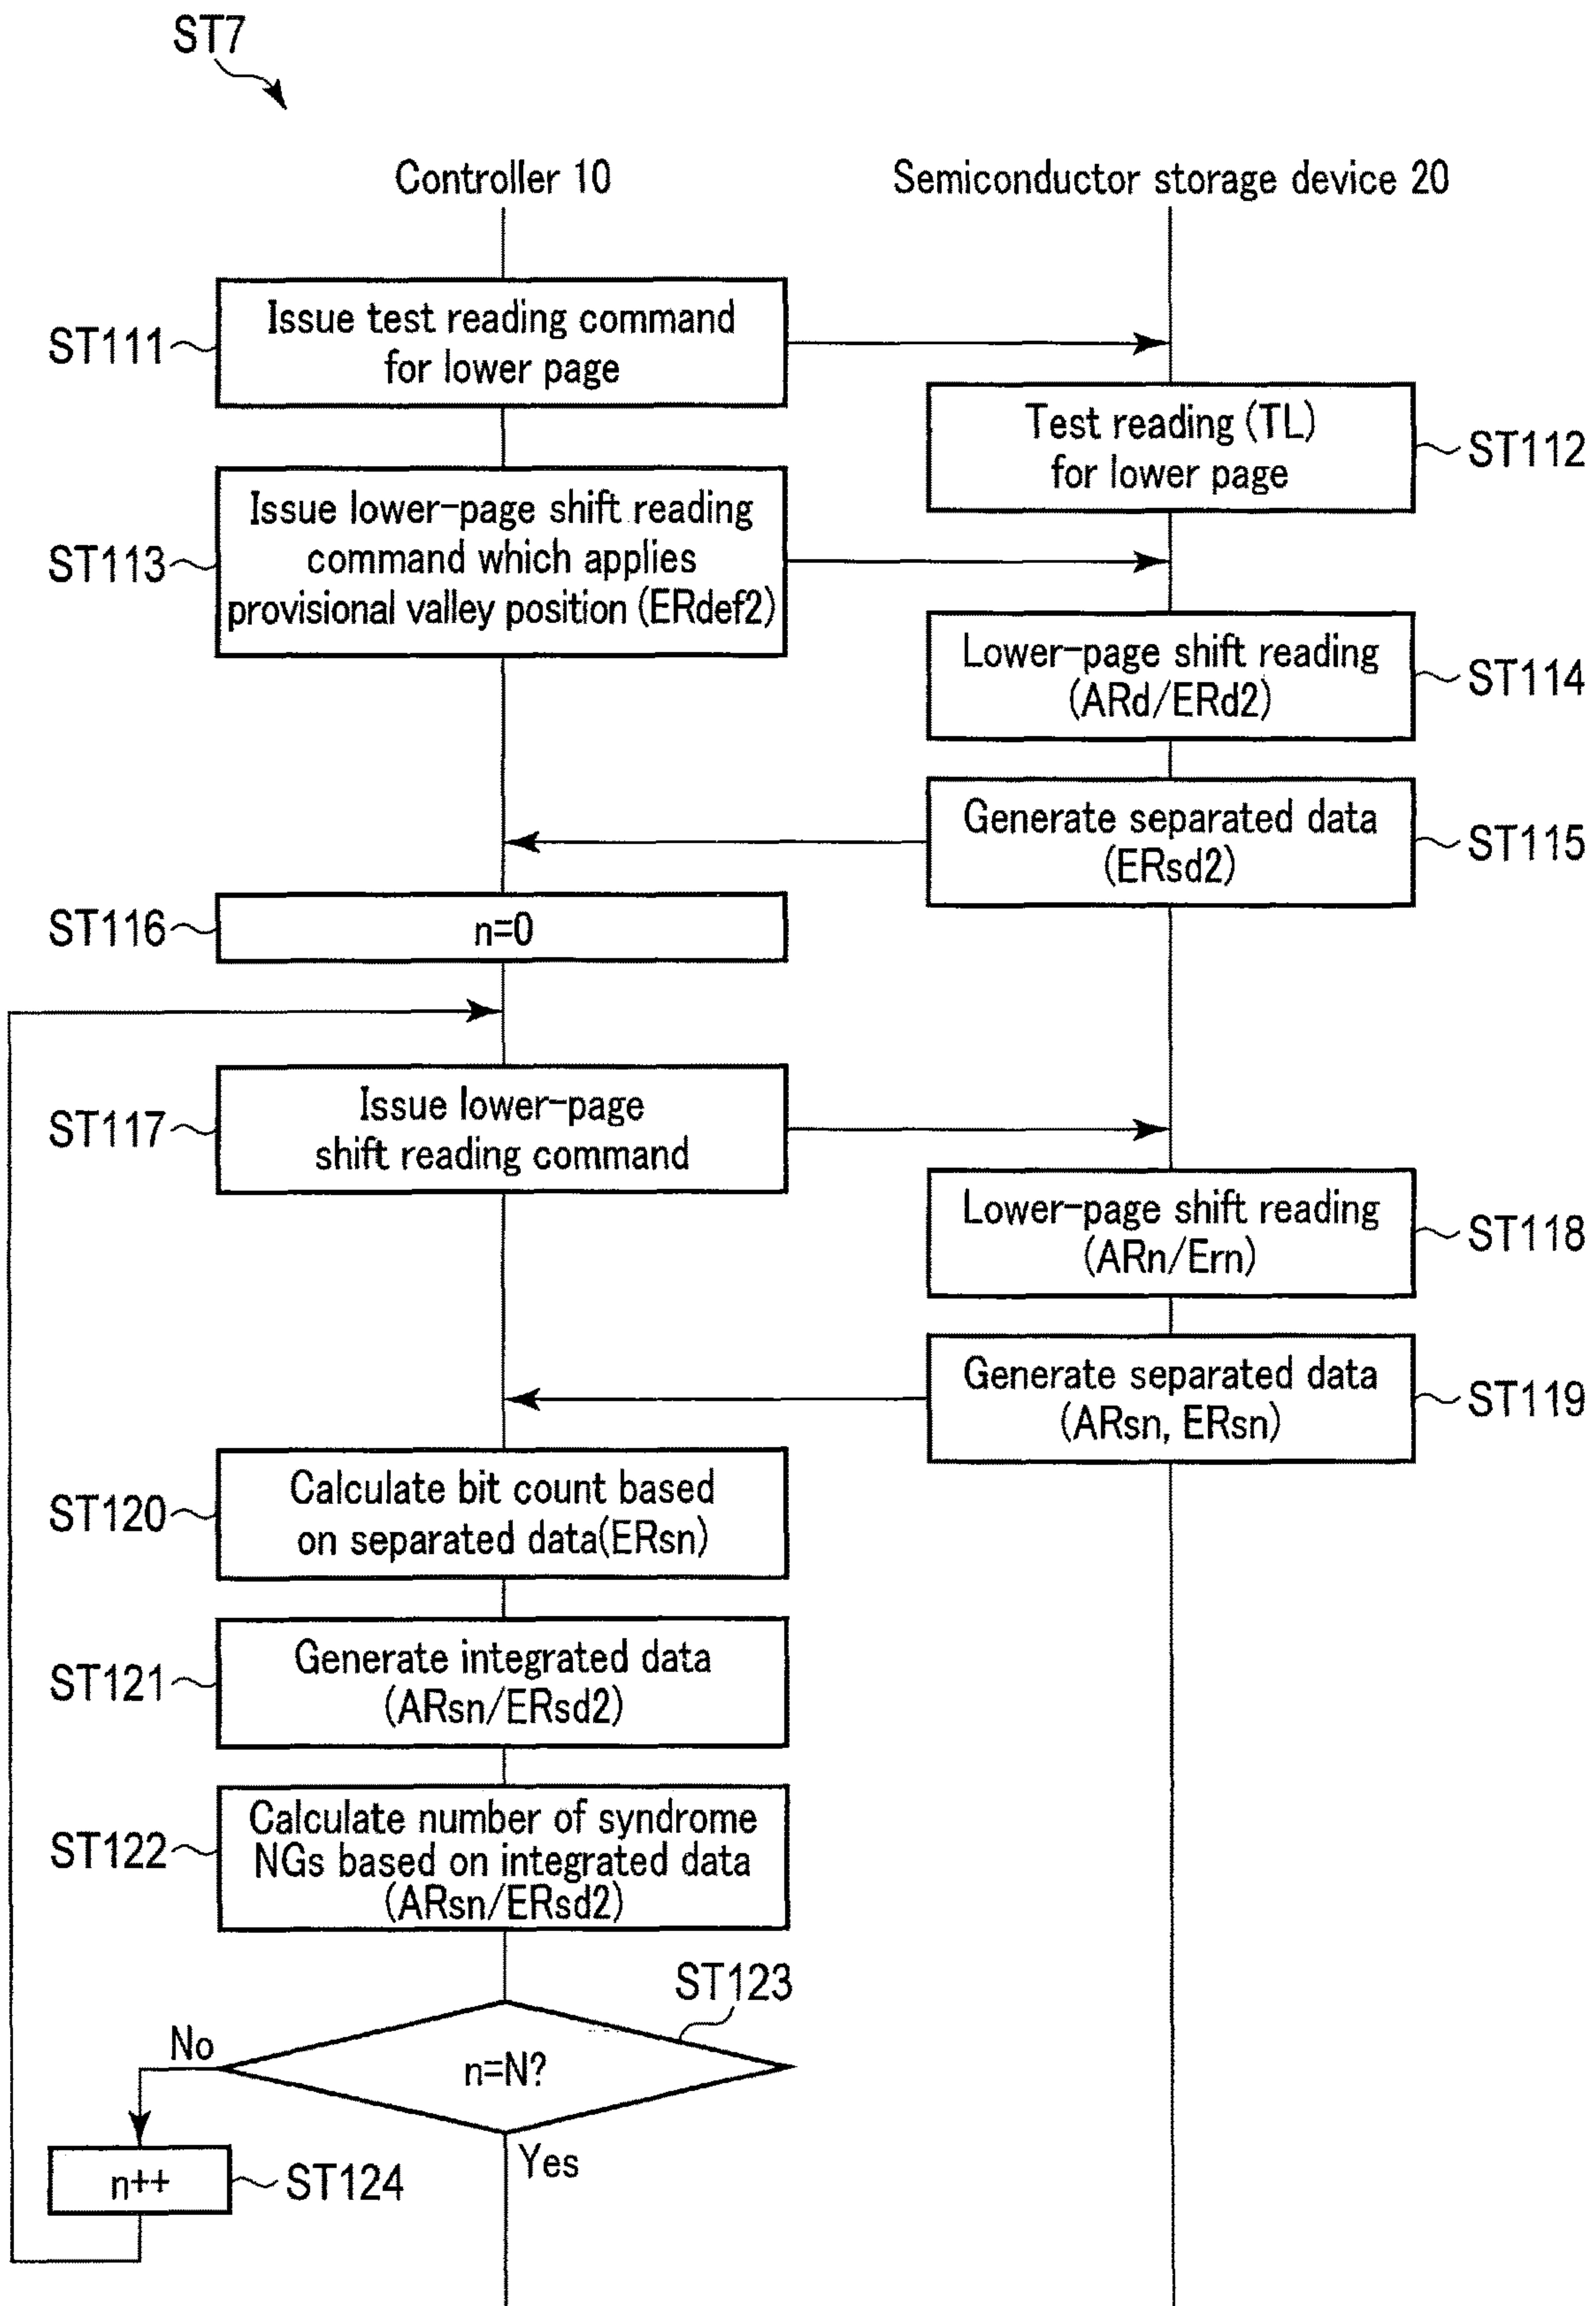 ST7
Controller 10
Semiconductor storage device 20
ST111
Issue test reading command
for lower page
Test reading (TL)
for lower page
ST112
ST113
Issue lower-page shift reading
command which applies
provisional valley position (ERdef2)
Lower-page shift reading
(ARd/ERd2)
ST114
Generate separated data
(ERsd2)
ST115
ST116
n=0
ST117
Issue lower-page
shift reading command
Lower-page shift reading
(ARn/Ern)
ST118
Generate separated data
(ARsn, ERsn)
ST119
ST120
Calculate bit count based
on separated data(ERsn)
ST121
Generate integrated data
(ARsn/ERsd2)
ST122
Calculate number of syndrome
NGs based on integrated data
(ARsn/ERsd2)
ST123
No
n=N?
Yes
n++
ST124